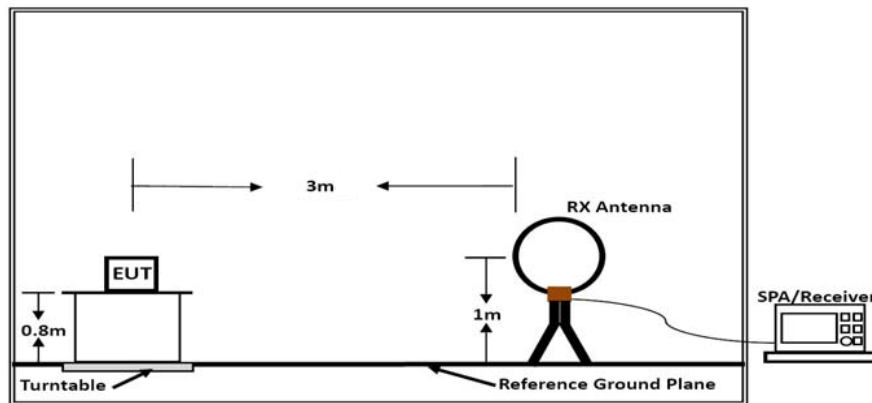 3m
RX Antenna
EUT
SPA/Receiver
0.8m
1m
Turntable
Reference Ground Plane